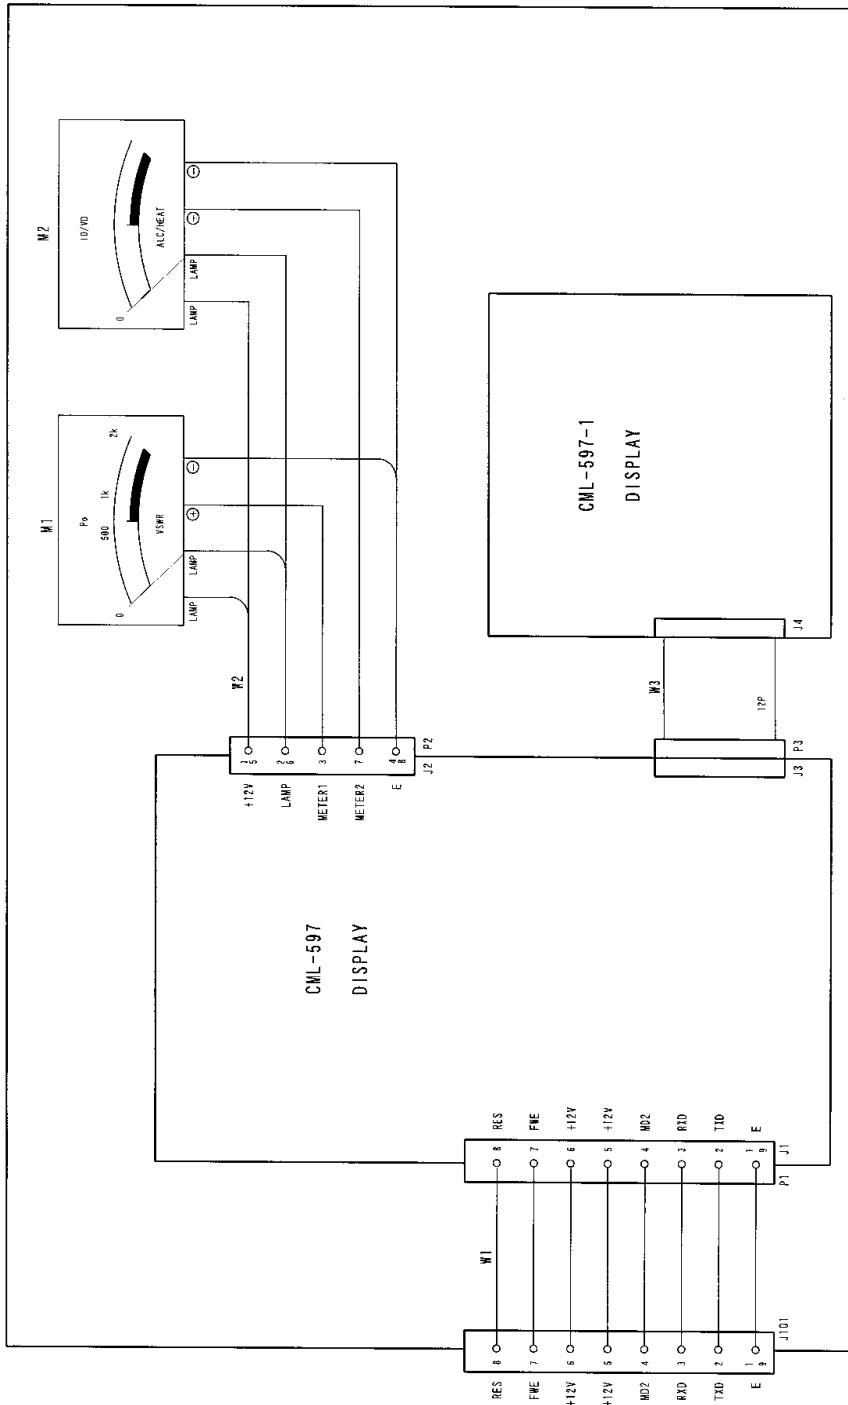 M1
0
500
1k
2k
Po
VSWR
LAMP
LAMP
⊕
⊖
M2
0
ID/VD
ALC/HEAT
LAMP
LAMP
⊕
⊖
W2
+12V
1
5
LAMP
2
6
METER1
3
METER2
7
E
4
8
J2
P2
CML-597
DISPLAY
CML-597-1
DISPLAY
W3
12P
J3
P3
J4
W1
RES
8
8
RES
FWE
7
7
FWE
+12V
6
6
+12V
+12V
5
5
+12V
MD2
4
4
MD2
RXD
3
3
RXD
TXD
2
2
TXD
E
1
9
1
9
E
J101
P1
J1